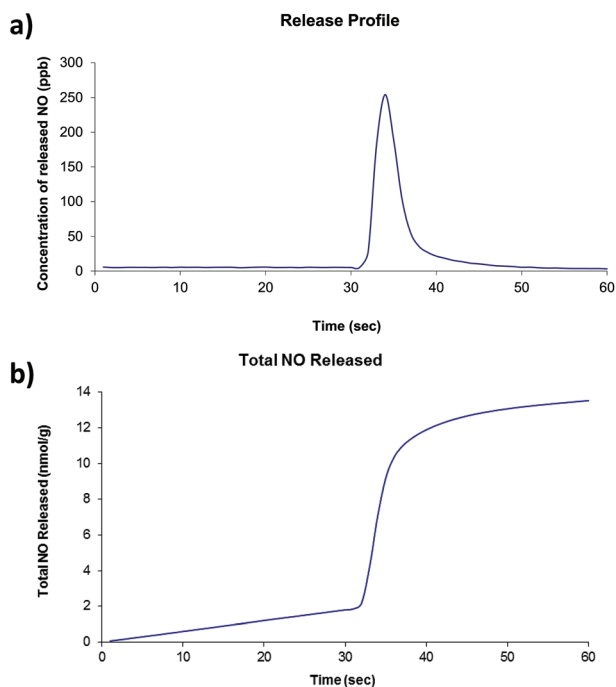 a)
Release Profile
Concentration of released NO (ppb)
300
250
200
150
100
50
0
0 10 20 30 40 50 60
Time (sec)
b)
Total NO Released
Total NO Released (nmol/g)
14
12
10
8
6
4
2
0
0 10 20 30 40 50 60
Time (sec)